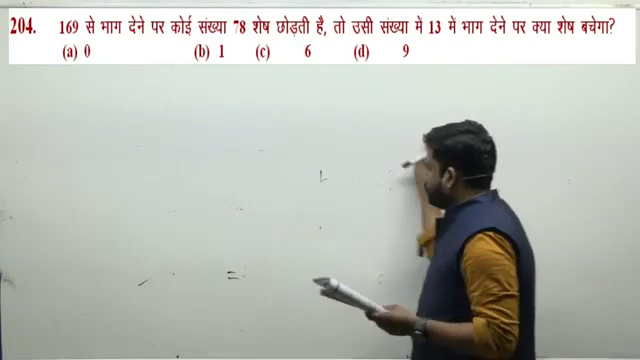 204. 169 से भाग देने पर कोई संख्या 78 शेष छोड़ती है, तो उसी संख्या में 13 में भाग देने पर क्या शेष बचेगा?
(a) 0 (b) 1 (c) 6 (d) 9